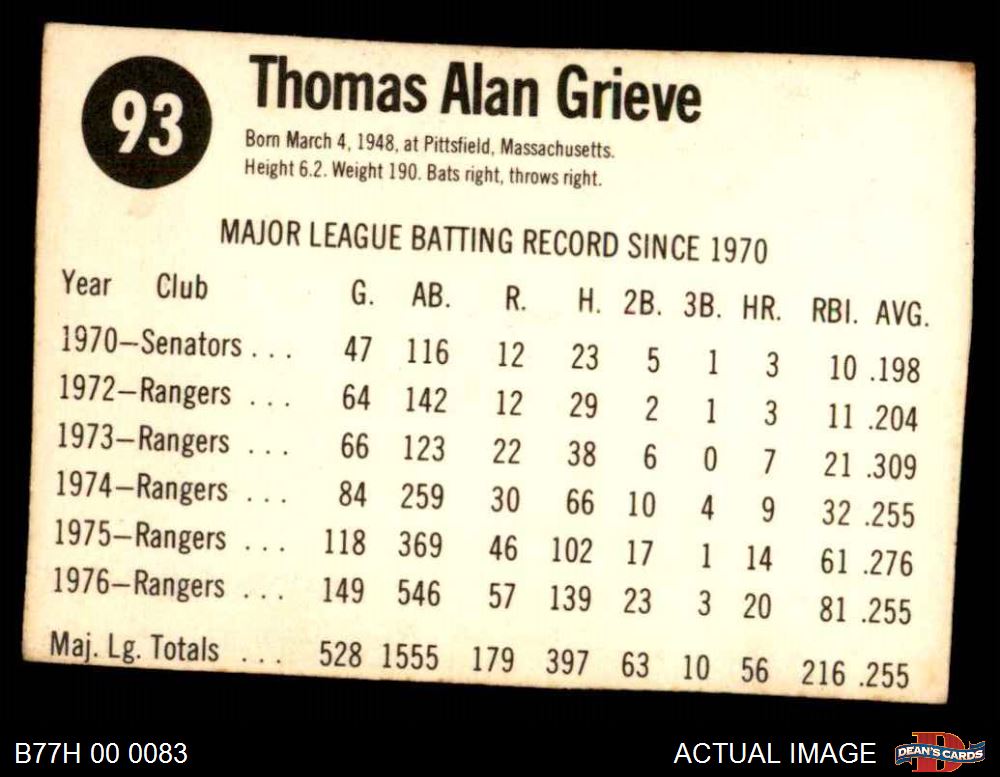 93
Thomas Alan Grieve
Born March 4, 1948, at Pittsfield, Massachusetts.
Height 6.2. Weight 190. Bats right, throws right.
MAJOR LEAGUE BATTING RECORD SINCE 1970
Year Club G. AB. R. H. 2B. 3B. HR. RBI. AVG.
1970—Senators . . . 47 116 12 23 5 1 3 10 .198
1972—Rangers . . . 64 142 12 29 2 1 3 11 .204
1973—Rangers . . . 66 123 22 38 6 0 7 21 .309
1974—Rangers . . . 84 259 30 66 10 4 9 32 .255
1975—Rangers . . . 118 369 46 102 17 1 14 61 .276
1976—Rangers . . . 149 546 57 139 23 3 20 81 .255
Maj. Lg. Totals . . . 528 1555 179 397 63 10 56 216 .255
B77H 00 0083 ACTUAL IMAGE D DEAN'S CARDS